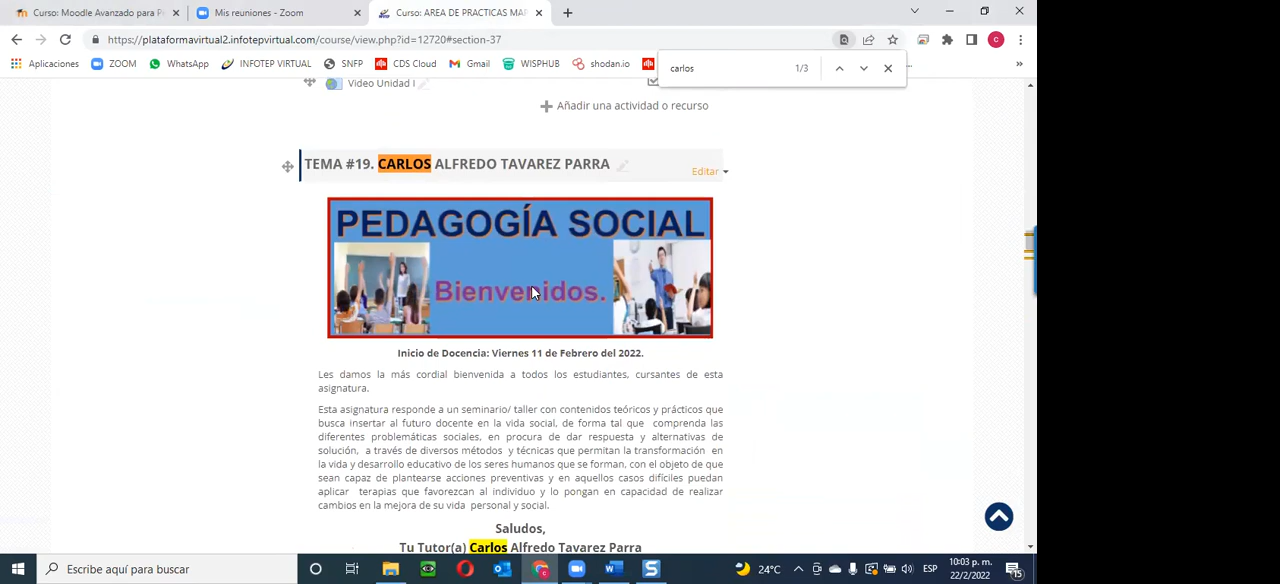 Curso: Moodle Avanzado para Pr
Mis reuniones - Zoom
Curso: AREA DE PRACTICAS MAR
https://plataformavirtual2.infotepvirtual.com/course/view.php?id=12720#section-37
Aplicaciones ZOOM WhatsApp INFOTEP VIRTUAL SNFP CDS Cloud Gmail WISPHUB shodan.io
carlos 1/3
Video Unidad I
Añadir una actividad o recurso
TEMA #19. CARLOS ALFREDO TAVAREZ PARRA
Editar
PEDAGOGÍA SOCIAL
Bienvenidos.
Inicio de Docencia: Viernes 11 de Febrero del 2022.
Les damos la más cordial bienvenida a todos los estudiantes, cursantes de esta
asignatura.
Esta asignatura responde a un seminario/ taller con contenidos teóricos y prácticos que
busca insertar al futuro docente en la vida social, de forma tal que comprenda las
diferentes problemáticas sociales, en procura de dar respuesta y alternativas de
solución, a través de diversos métodos y técnicas que permitan la transformación en
la vida y desarrollo educativo de los seres humanos que se forman, con el objeto de que
sean capaz de plantearse acciones preventivas y en aquellos casos difíciles puedan
aplicar terapias que favorezcan al individuo y lo pongan en capacidad de realizar
cambios en la mejora de su vida personal y social.
Saludos,
Tu Tutor(a) Carlos Alfredo Tavarez Parra
Escribe aquí para buscar
24°C
ESP
10:03 p. m.
22/2/2022
15